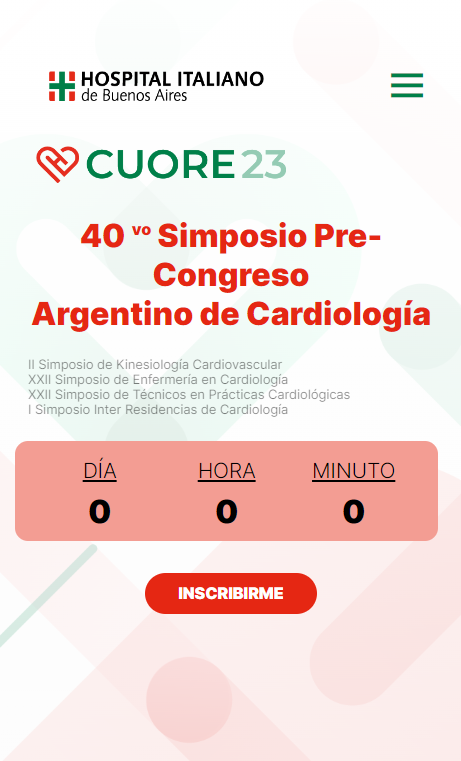 HOSPITAL ITALIANO
de Buenos Aires
CUORE 23
40 vo Simposio Pre-
Congreso
Argentino de Cardiología
II Simposio de Kinesiología Cardiovascular
XXII Simposio de Enfermería en Cardiología
XXII Simposio de Técnicos en Prácticas Cardiológicas
I Simposio Inter Residencias de Cardiología
DÍA HORA MINUTO
0 0 0
INSCRIBIRME